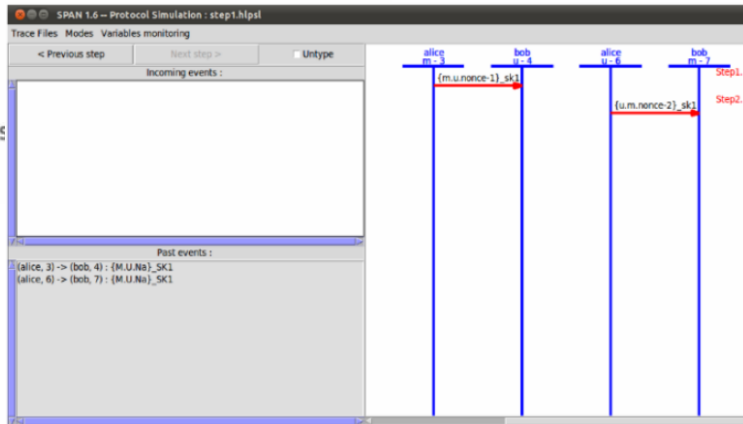 SPAN 1.6 – Protocol Simulation : step1.hlpsl
Trace Files Modes Variables monitoring
< Previous step Next step > Untype
Incoming events :
Past events :
(alice, 3) -> (bob, 4) : {M.U.Na}_SK1
(alice, 6) -> (bob, 7) : {M.U.Na}_SK1
alice bob alice bob
m - 3 u - 4 u - 6 m - 7
Step1.
{m.u.nonce-1}_sk1
Step2.
{u.m.nonce-2}_sk1